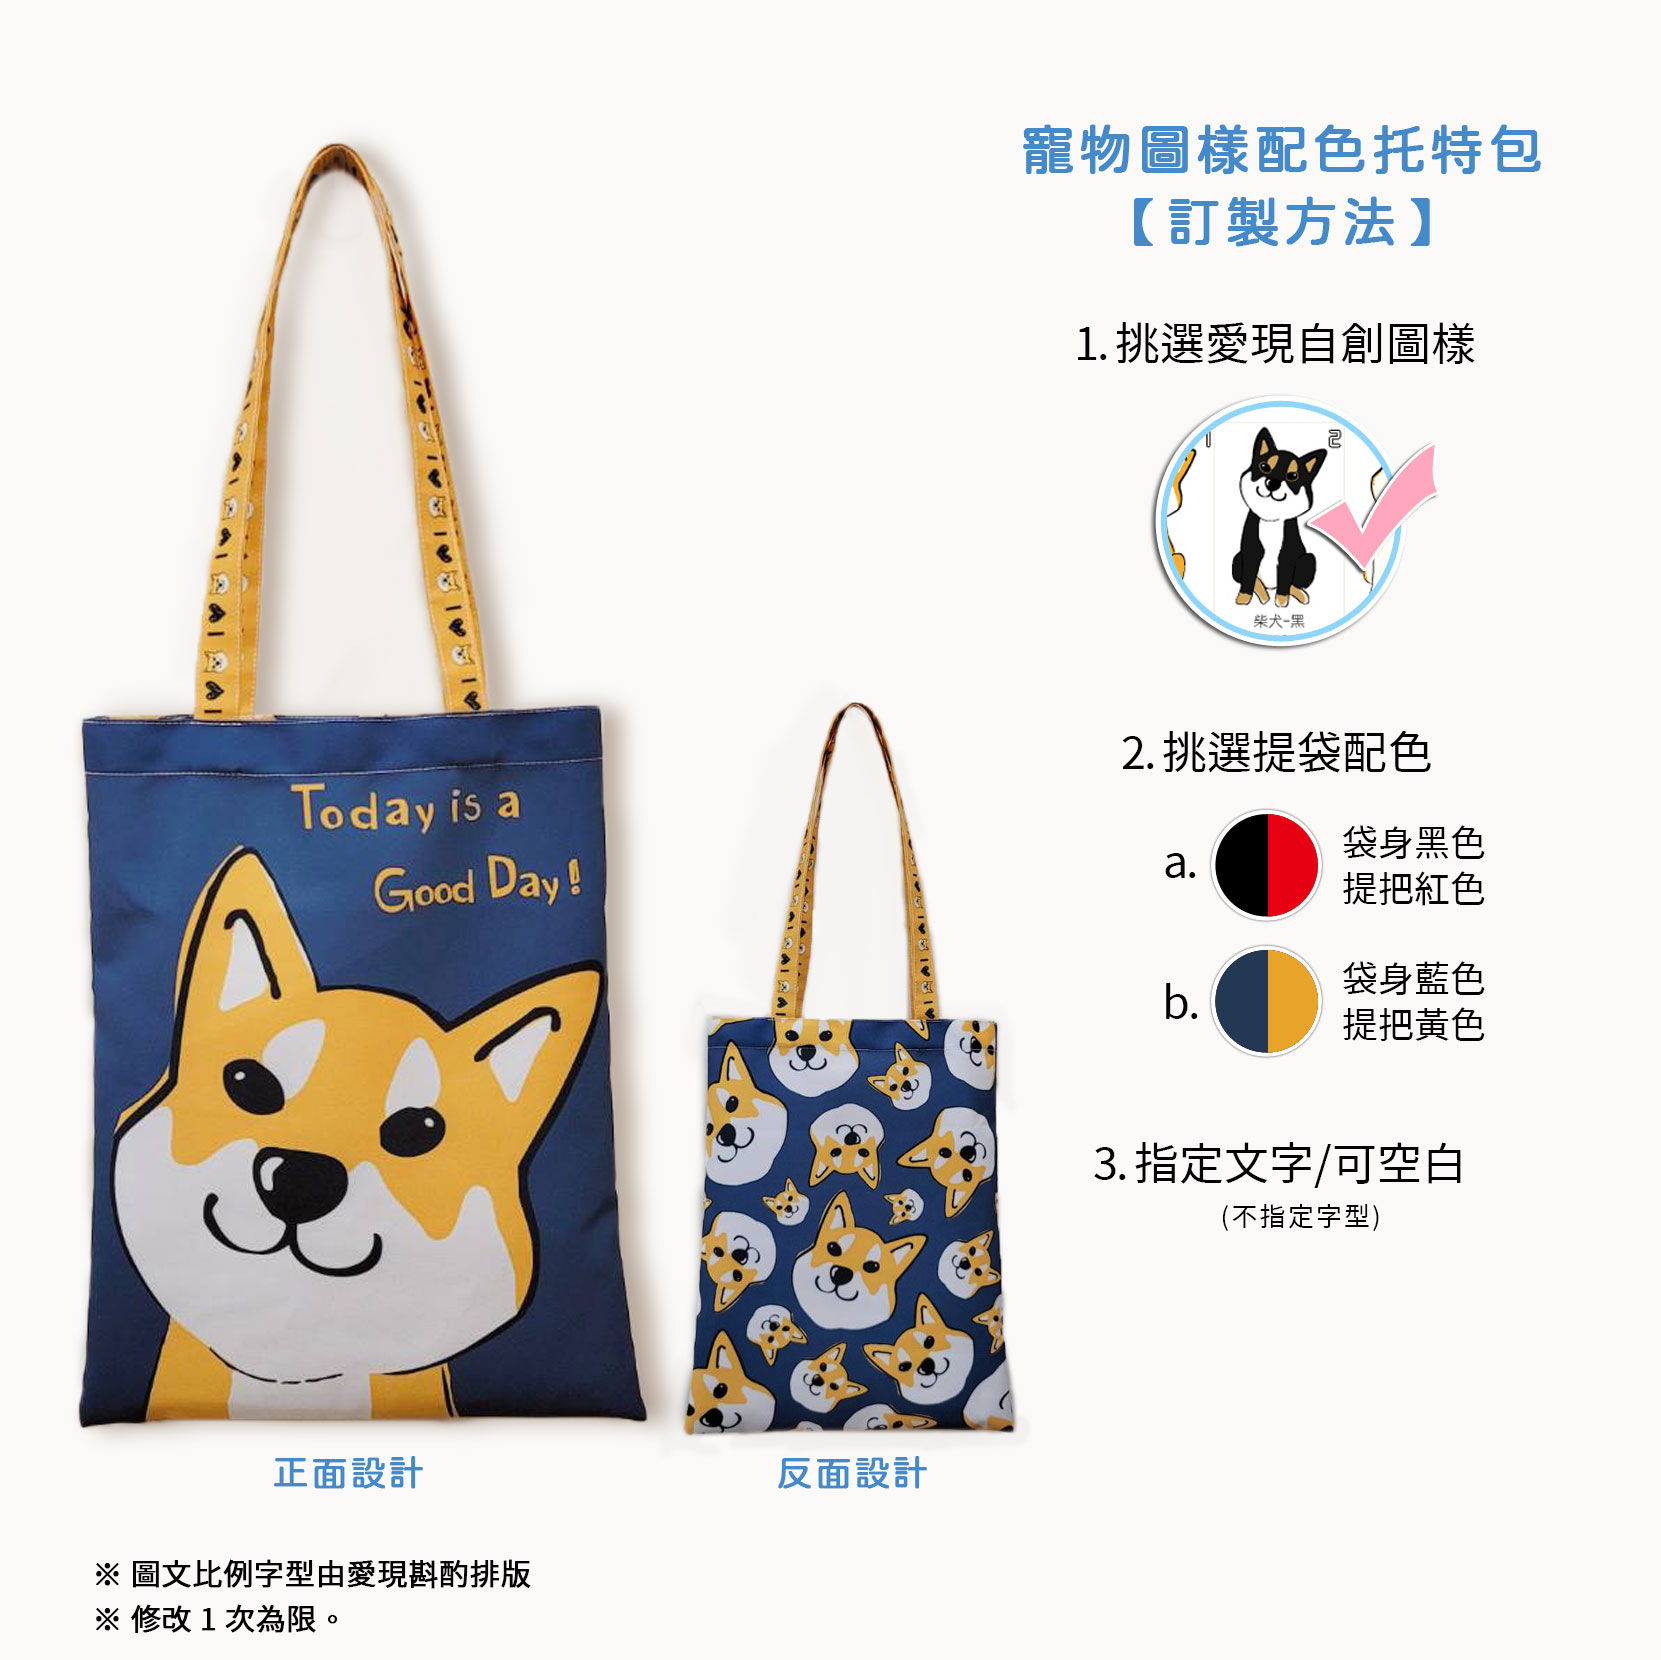 寵物圖樣配色托特包
【訂製方法】
1.挑選愛現自創圖樣
1
2
柴犬-黑
2.挑選提袋配色
a.
袋身黑色
提把紅色
b.
袋身藍色
提把黃色
3.指定文字/可空白
(不指定字型)
Today is a
Good Day!
正面設計
反面設計
※ 圖文比例字型由愛現斟酌排版
※ 修改 1 次為限。